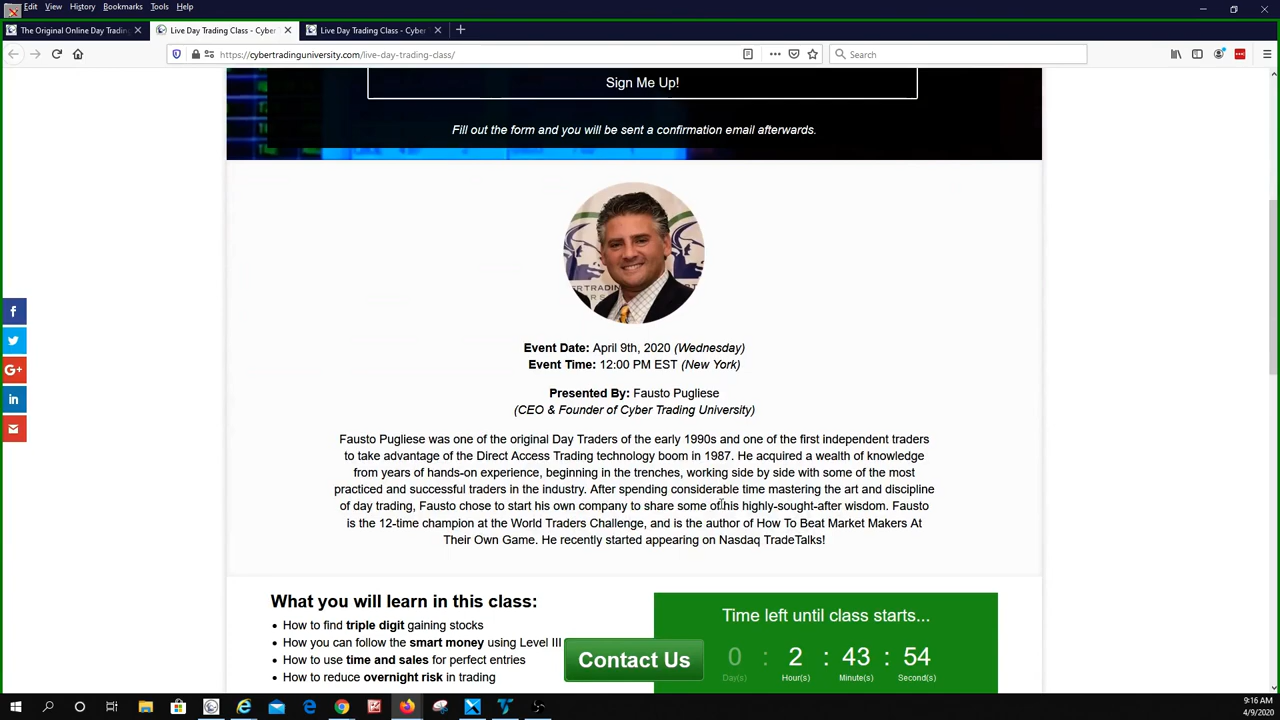 Edit View History Bookmarks Tools Help
The Original Online Day Trading
Live Day Trading Class - Cyber
Live Day Trading Class - Cyber
https://cybertradinguniversity.com/live-day-trading-class/
Search
Sign Me Up!
Fill out the form and you will be sent a confirmation email afterwards.
Event Date: April 9th, 2020 (Wednesday)
Event Time: 12:00 PM EST (New York)
Presented By: Fausto Pugliese
(CEO & Founder of Cyber Trading University)
Fausto Pugliese was one of the original Day Traders of the early 1990s and one of the first independent traders
to take advantage of the Direct Access Trading technology boom in 1987. He acquired a wealth of knowledge
from years of hands-on experience, beginning in the trenches, working side by side with some of the most
practiced and successful traders in the industry. After spending considerable time mastering the art and discipline
of day trading, Fausto chose to start his own company to share some of his highly-sought-after wisdom. Fausto
is the 12-time champion at the World Traders Challenge, and is the author of How To Beat Market Makers At
Their Own Game. He recently started appearing on Nasdaq TradeTalks!
What you will learn in this class:
• How to find triple digit gaining stocks
• How you can follow the smart money using Level III
• How to use time and sales for perfect entries
• How to reduce overnight risk in trading
Contact Us
Time left until class starts...
0 : 2 : 43 : 54
Day(s) Hour(s) Minute(s) Second(s)
9:16 AM
4/9/2020